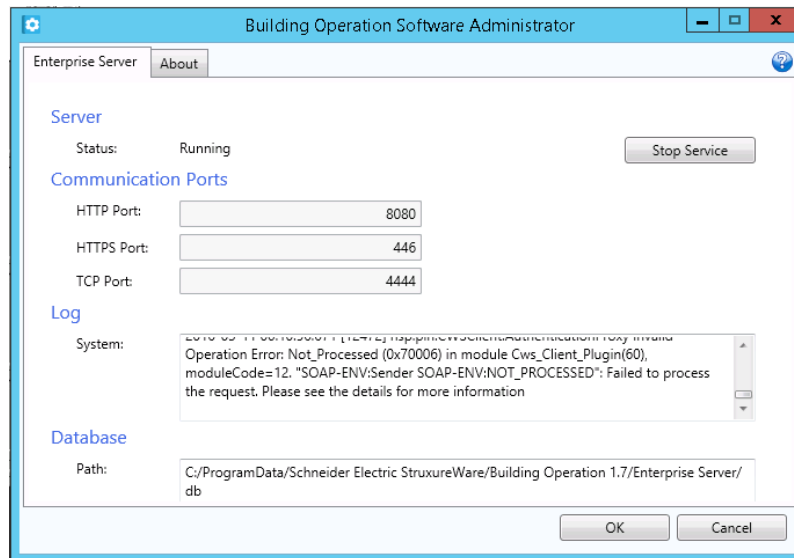 Building Operation Software Administrator
Enterprise Server
About
Server
Status:
Running
Stop Service
Communication Ports
HTTP Port:
8080
HTTPS Port:
446
TCP Port:
4444
Log
System:
Operation Error: Not_Processed (0x70006) in module Cws_Client_Plugin(60),
moduleCode=12. "SOAP-ENV:Sender SOAP-ENV:NOT_PROCESSED": Failed to process
the request. Please see the details for more information
Database
Path:
C:/ProgramData/Schneider Electric StruxureWare/Building Operation 1.7/Enterprise Server/
db
OK
Cancel